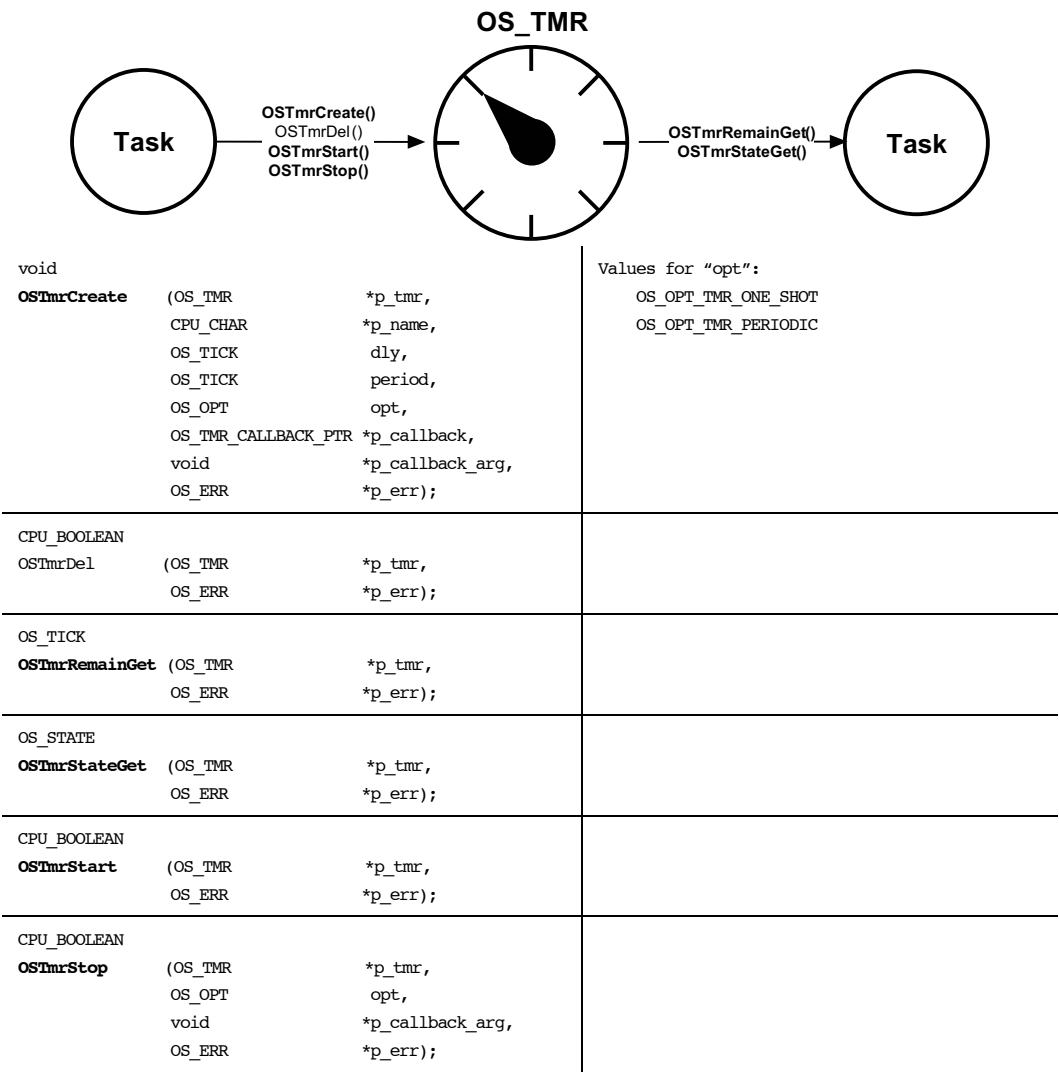 OS_TMR
Task
OSTmrCreate()
OSTmrDel()
OSTmrStart()
OSTmrStop()
OSTmrRemainGet()
OSTmrStateGet()
Task
void
OSTmrCreate (OS_TMR *p_tmr,
CPU_CHAR *p_name,
OS_TICK dly,
OS_TICK period,
OS_OPT opt,
OS_TMR_CALLBACK_PTR *p_callback,
void *p_callback_arg,
OS_ERR *p_err);
Values for “opt”:
OS_OPT_TMR_ONE_SHOT
OS_OPT_TMR_PERIODIC
CPU_BOOLEAN
OSTmrDel (OS_TMR *p_tmr,
OS_ERR *p_err);
OS_TICK
OSTmrRemainGet (OS_TMR *p_tmr,
OS_ERR *p_err);
OS_STATE
OSTmrStateGet (OS_TMR *p_tmr,
OS_ERR *p_err);
CPU_BOOLEAN
OSTmrStart (OS_TMR *p_tmr,
OS_ERR *p_err);
CPU_BOOLEAN
OSTmrStop (OS_TMR *p_tmr,
OS_OPT opt,
void *p_callback_arg,
OS_ERR *p_err);